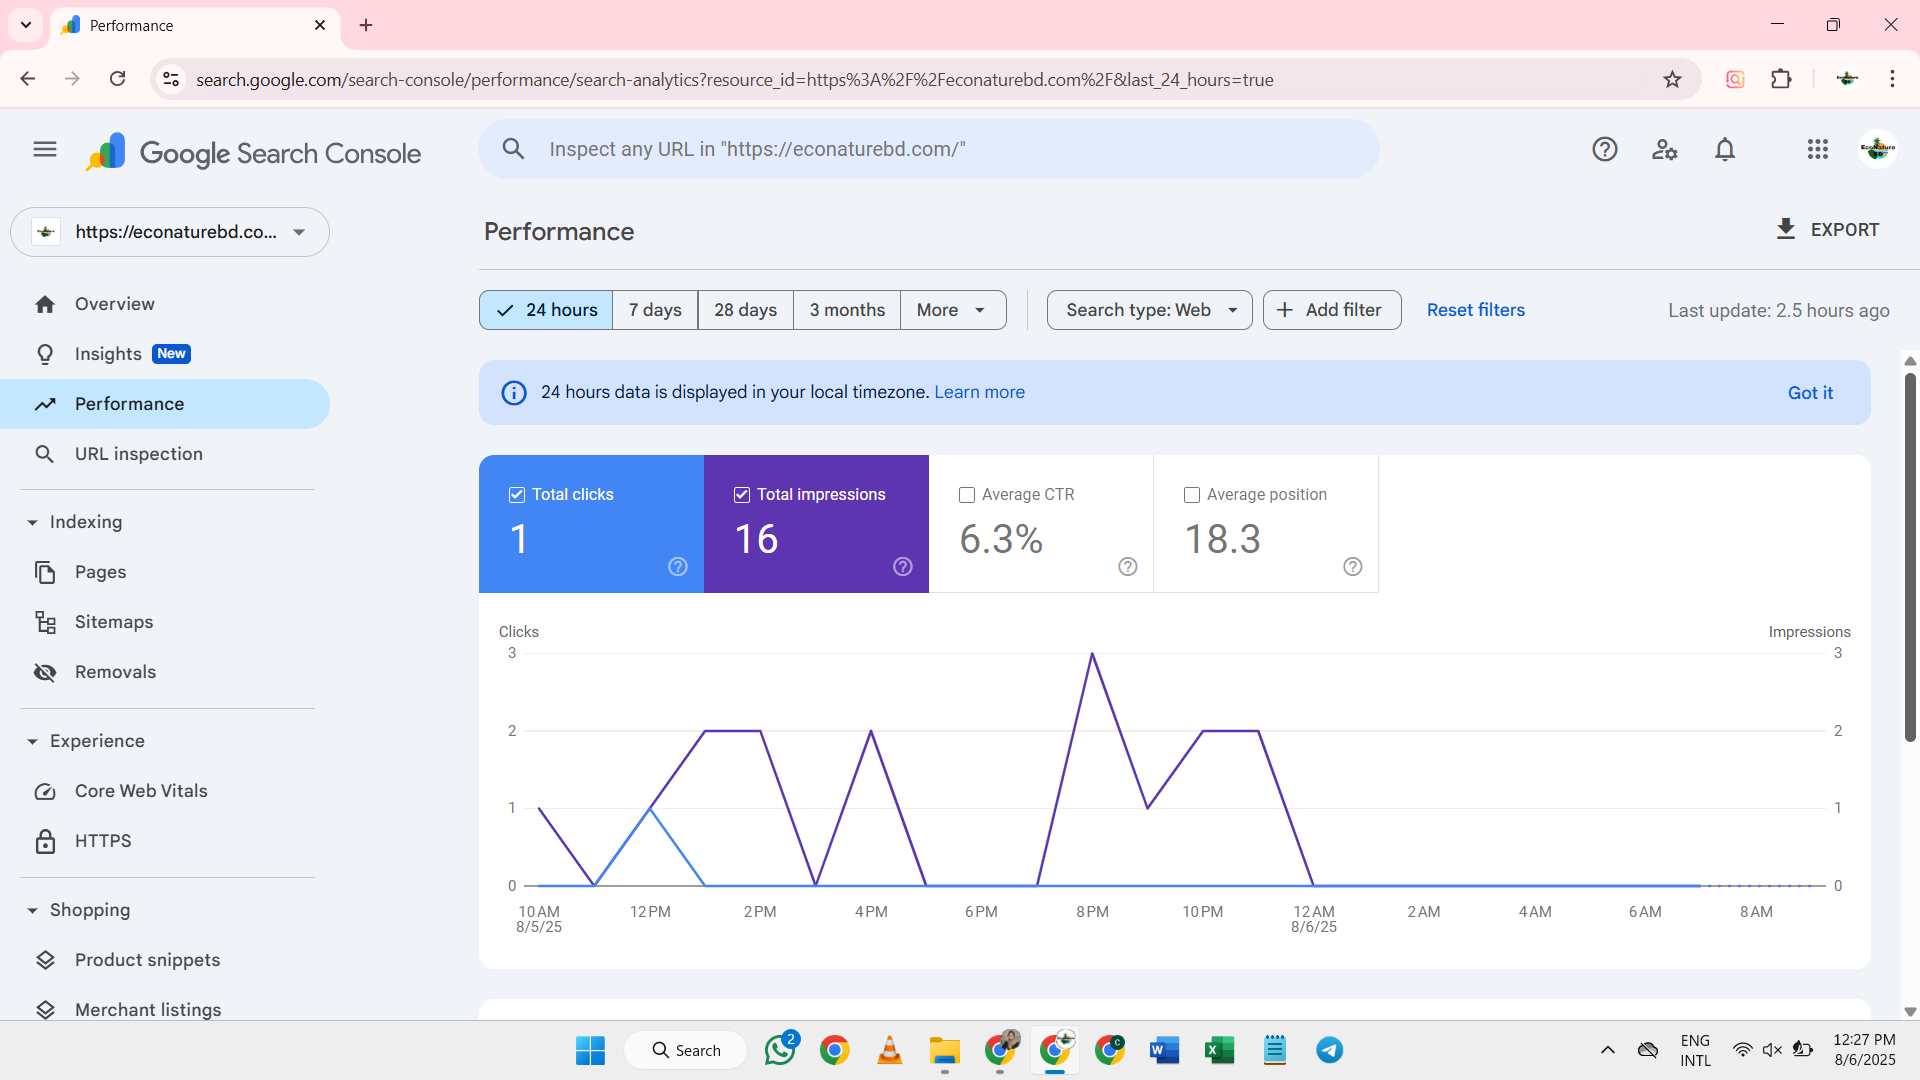 Performance
search.google.com/search-console/performance/search-analytics?resource_id=https%3A%2F%2Feconaturebd.com%2F&last_24_hours=true
Google Search Console
Inspect any URL in "https://econaturebd.com/"
https://econaturebd.co...
Performance
EXPORT
24 hours
7 days
28 days
3 months
More
Search type: Web
Add filter
Reset filters
Last update: 2.5 hours ago
Overview
Insights New
Performance
URL inspection
Indexing
Pages
Sitemaps
Removals
Experience
Core Web Vitals
HTTPS
Shopping
Product snippets
Merchant listings
24 hours data is displayed in your local timezone. Learn more
Got it
Total clicks
1
Total impressions
16
Average CTR
6.3%
Average position
18.3
Clicks
Impressions
3 3
2 2
1 1
0 0
10 AM 12 PM 2 PM 4 PM 6 PM 8 PM 10 PM 12 AM 2 AM 4 AM 6 AM 8 AM
8/5/25 8/6/25
Search
2
ENG
INTL
12:27 PM
8/6/2025